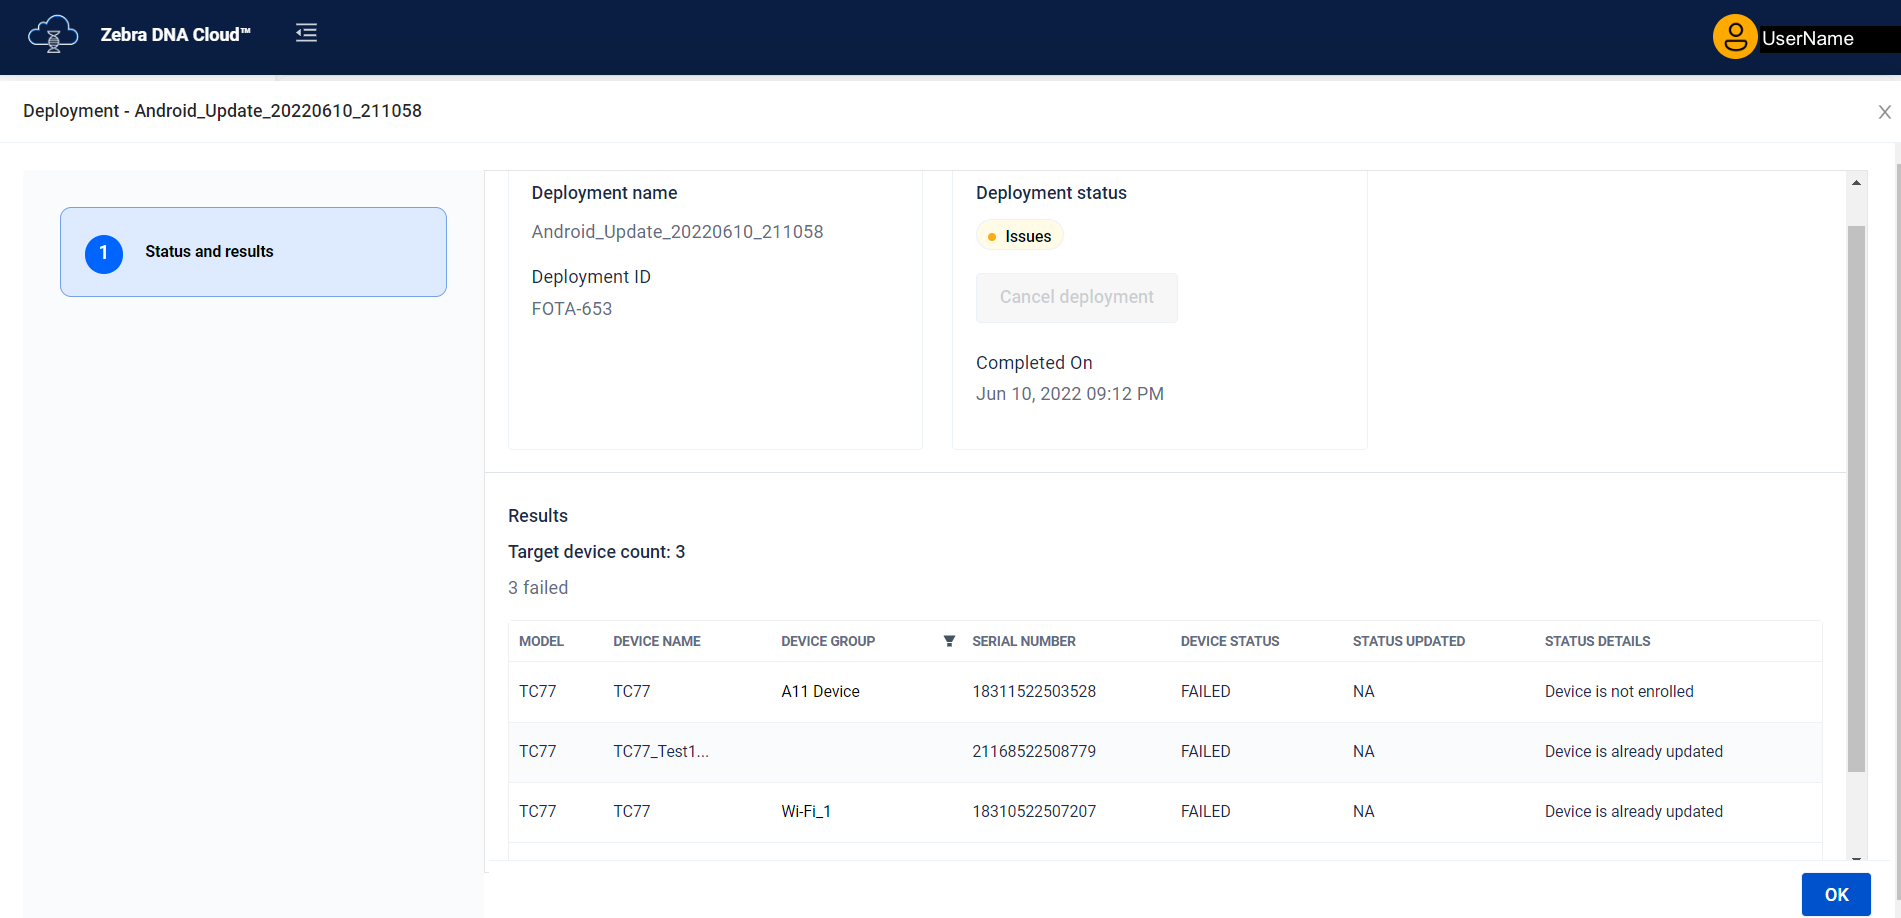 Zebra DNA Cloud™
UserName
Deployment - Android_Update_20220610_211058
1 Status and results
Deployment name
Android_Update_20220610_211058
Deployment ID
FOTA-653
Deployment status
Issues
Cancel deployment
Completed On
Jun 10, 2022 09:12 PM
Results
Target device count: 3
3 failed
MODEL DEVICE NAME DEVICE GROUP SERIAL NUMBER DEVICE STATUS STATUS UPDATED STATUS DETAILS
TC77 TC77 A11 Device 18311522503528 FAILED NA Device is not enrolled
TC77 TC77_Test1... 21168522508779 FAILED NA Device is already updated
TC77 TC77 Wi-Fi_1 18310522507207 FAILED NA Device is already updated
OK